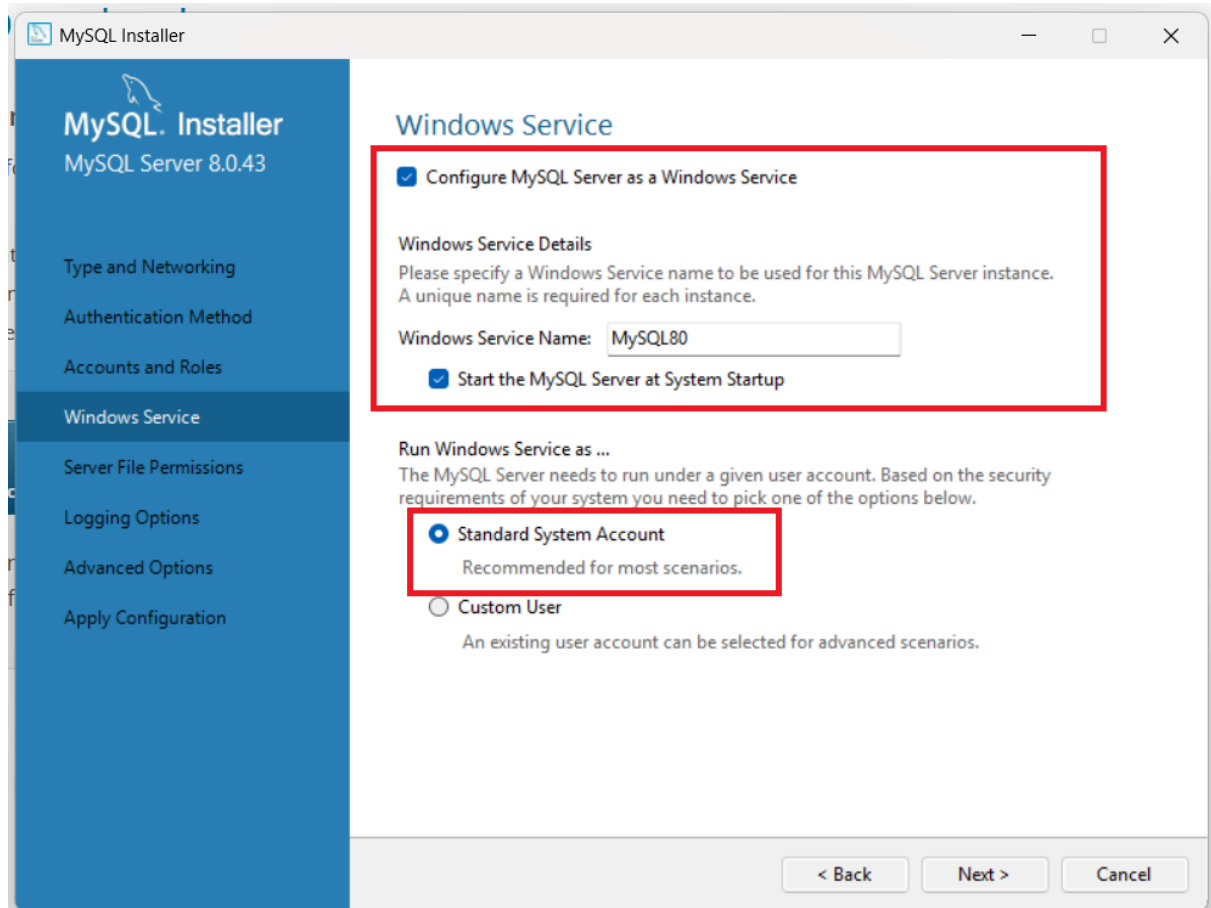 MySQL Installer
MySQL. Installer
MySQL Server 8.0.43
Type and Networking
Authentication Method
Accounts and Roles
Windows Service
Server File Permissions
Logging Options
Advanced Options
Apply Configuration
Windows Service
Configure MySQL Server as a Windows Service
Windows Service Details
Please specify a Windows Service name to be used for this MySQL Server instance.
A unique name is required for each instance.
Windows Service Name: MySQL80
Start the MySQL Server at System Startup
Run Windows Service as ...
The MySQL Server needs to run under a given user account. Based on the security
requirements of your system you need to pick one of the options below.
Standard System Account
Recommended for most scenarios.
Custom User
An existing user account can be selected for advanced scenarios.
< Back Next > Cancel